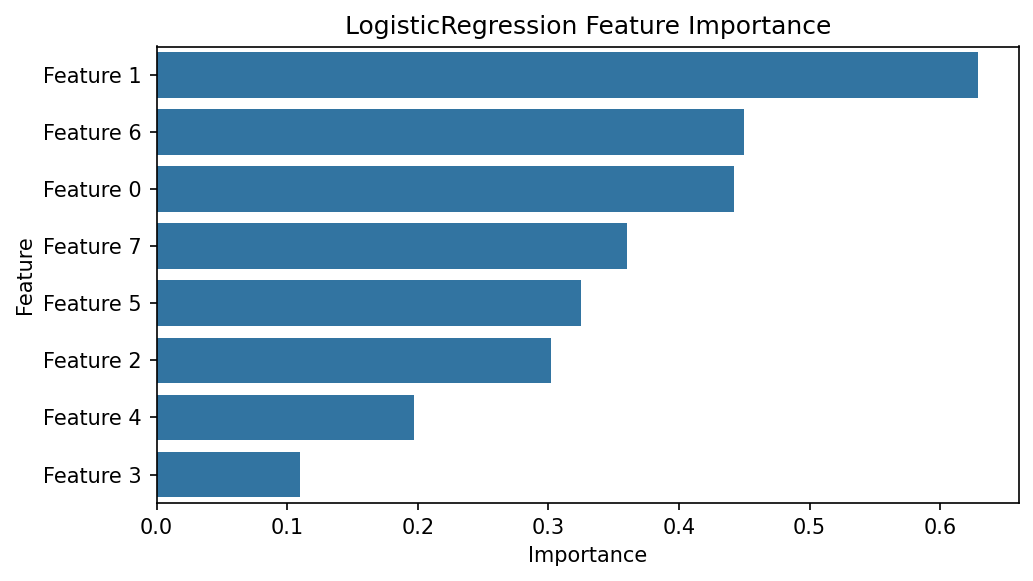 LogisticRegression Feature Importance
Feature
Feature 1
Feature 6
Feature 0
Feature 7
Feature 5
Feature 2
Feature 4
Feature 3
0.0 0.1 0.2 0.3 0.4 0.5 0.6
Importance